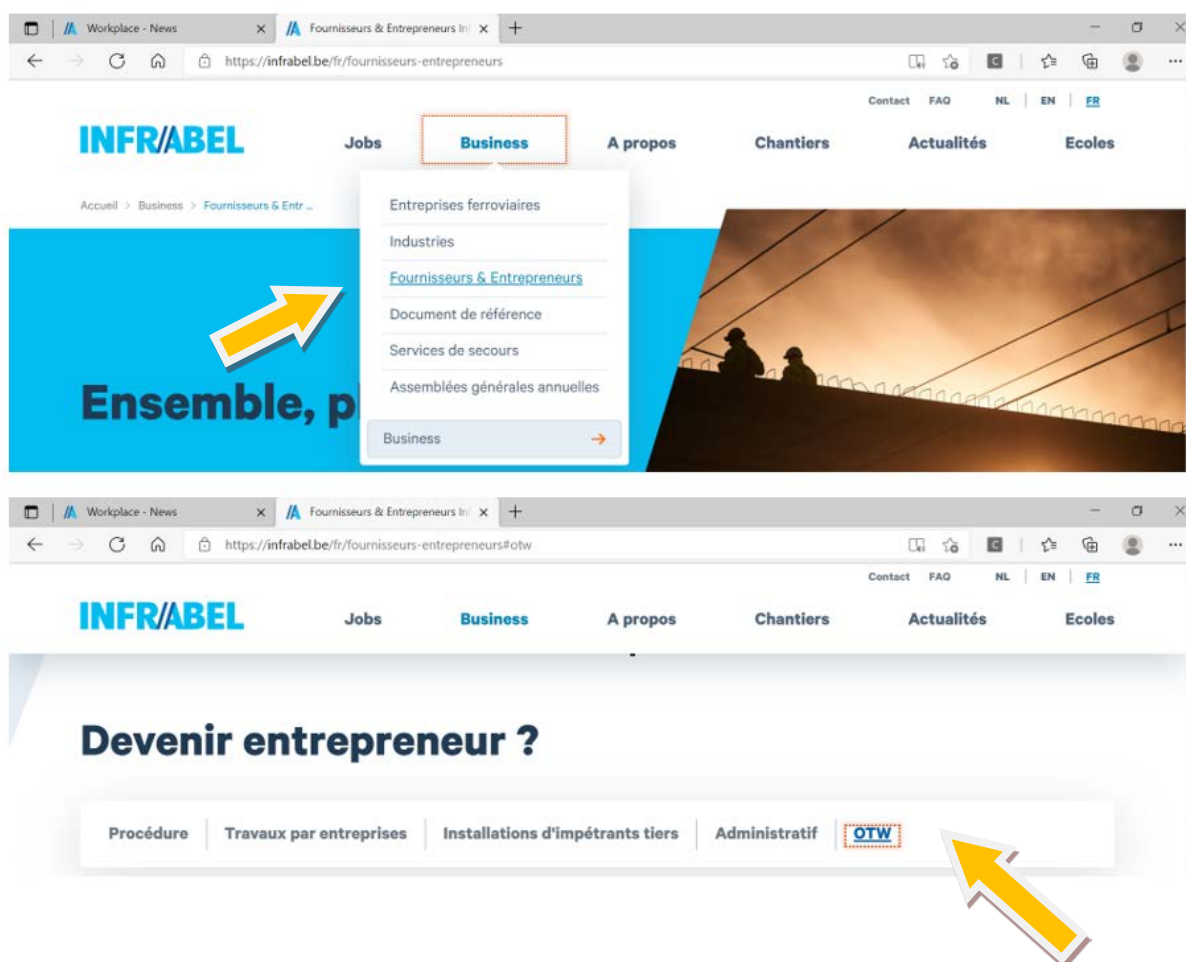 Workplace - News
Fournisseurs & Entrepreneurs In
https://infrabel.be/fr/fournisseurs-entrepreneurs
Contact FAQ NL EN FR
INFRABEL Jobs Business A propos Chantiers Actualités Ecoles
Accueil > Business > Fournisseurs & Entr ...
Entreprises ferroviaires
Industries
Fournisseurs & Entrepreneurs
Document de référence
Services de secours
Assemblées générales annuelles
Business
Ensemble, pl
Workplace - News
Fournisseurs & Entrepreneurs In
https://infrabel.be/fr/fournisseurs-entrepreneurs#otw
Contact FAQ NL EN FR
INFRABEL Jobs Business A propos Chantiers Actualités Ecoles
Devenir entrepreneur ?
Procédure Travaux par entreprises Installations d'impétrants tiers Administratif OTW